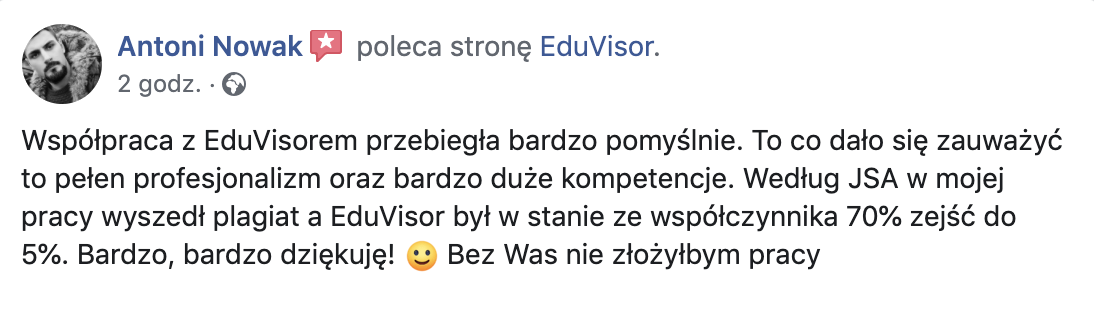 Antoni Nowak poleca stronę EduVisor.
2 godz. ·
Współpraca z EduVisorem przebiegła bardzo pomyślnie. To co dało się zauważyć
to pełen profesjonalizm oraz bardzo duże kompetencje. Według JSA w mojej
pracy wyszedł plagiat a EduVisor był w stanie ze współczynnika 70% zejść do
5%. Bardzo, bardzo dziękuję! 🙂 Bez Was nie złożyłbym pracy